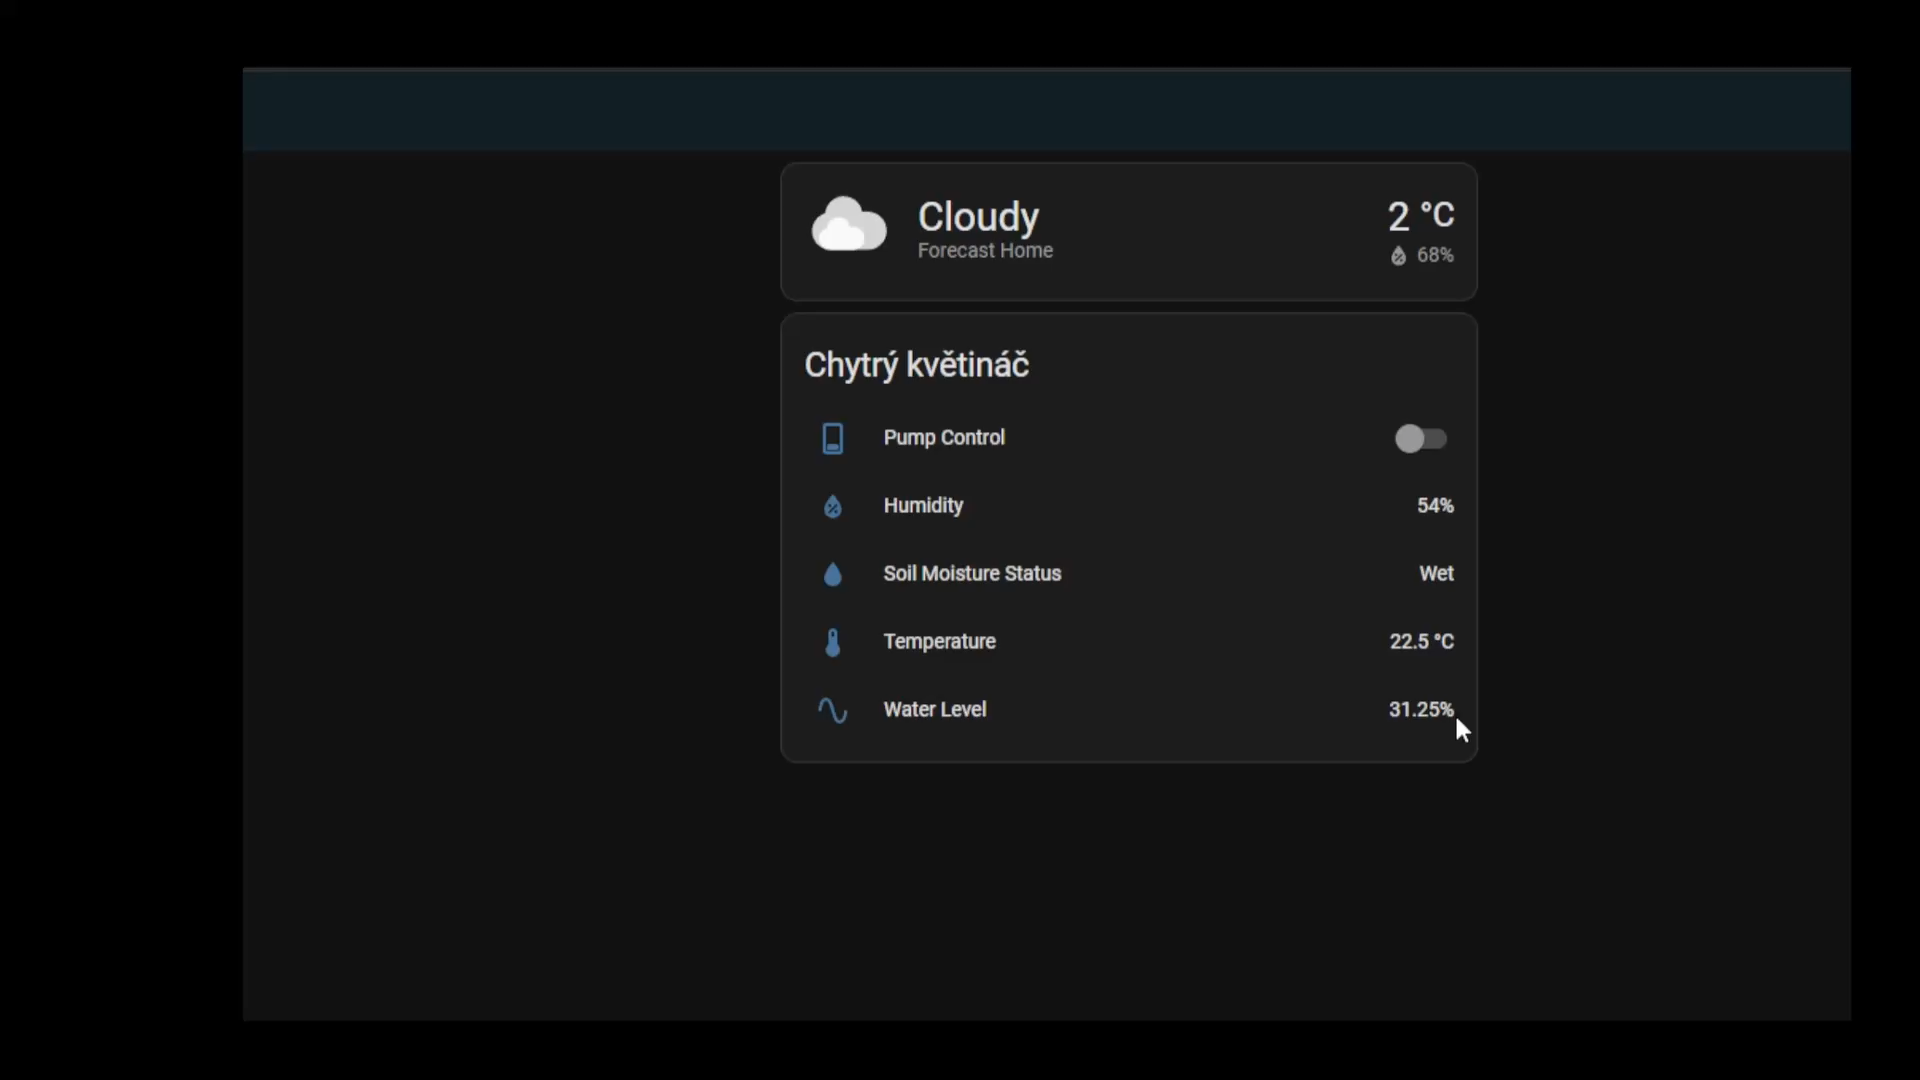 Cloudy
Forecast Home
2 °C
68%
Chytrý květináč
Pump Control
Humidity 54%
Soil Moisture Status Wet
Temperature 22.5 °C
Water Level 31.25%